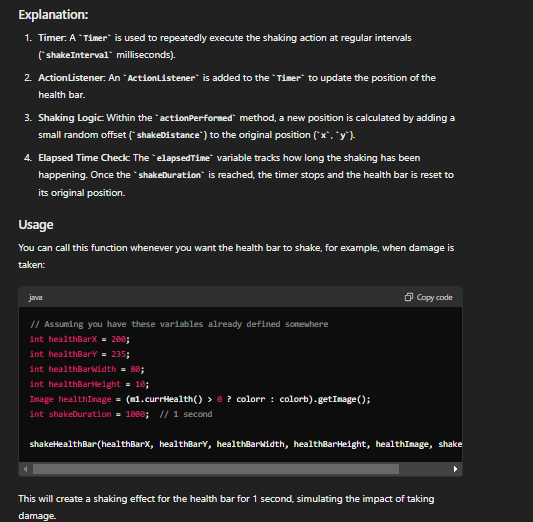 Explanation:
1. Timer: A `Timer` is used to repeatedly execute the shaking action at regular intervals
(`shakeInterval` milliseconds).
2. ActionListener: An `ActionListener` is added to the `Timer` to update the position of the
health bar.
3. Shaking Logic: Within the `actionPerformed` method, a new position is calculated by adding a
small random offset (`shakeDistance`) to the original position (`x`, `y`).
4. Elapsed Time Check: The `elapsedTime` variable tracks how long the shaking has been
happening. Once the `shakeDuration` is reached, the timer stops and the health bar is reset to
its original position.
Usage
You can call this function whenever you want the health bar to shake, for example, when damage is
taken:
java Copy code
// Assuming you have these variables already defined somewhere
int healthBarX = 200;
int healthBarY = 235;
int healthBarWidth = 80;
int healthBarHeight = 10;
Image healthImage = (m1.currHealth() > 0 ? colorr : colorb).getImage();
int shakeDuration = 1000; // 1 second
shakeHealthBar(healthBarX, healthBarY, healthBarWidth, healthBarHeight, healthImage, shake
This will create a shaking effect for the health bar for 1 second, simulating the impact of taking
damage.